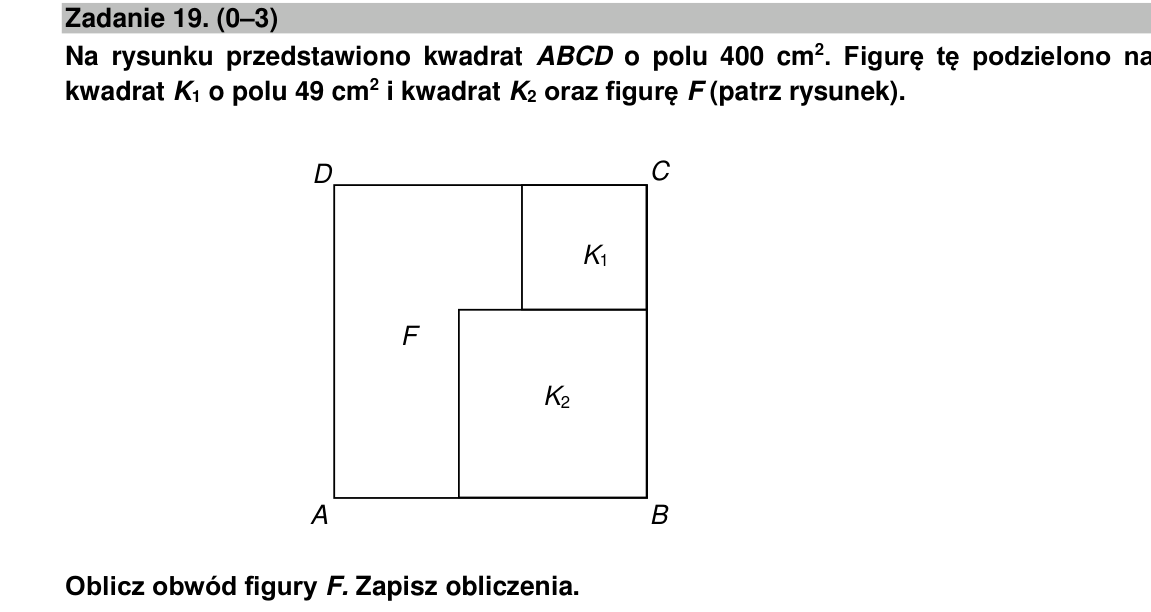 Zadanie 19. (0–3)
Na rysunku przedstawiono kwadrat ABCD o polu 400 cm². Figurę tę podzielono na
kwadrat K₁ o polu 49 cm² i kwadrat K₂ oraz figurę F (patrz rysunek).
D
C
K₁
F
K₂
A
B
Oblicz obwód figury F. Zapisz obliczenia.